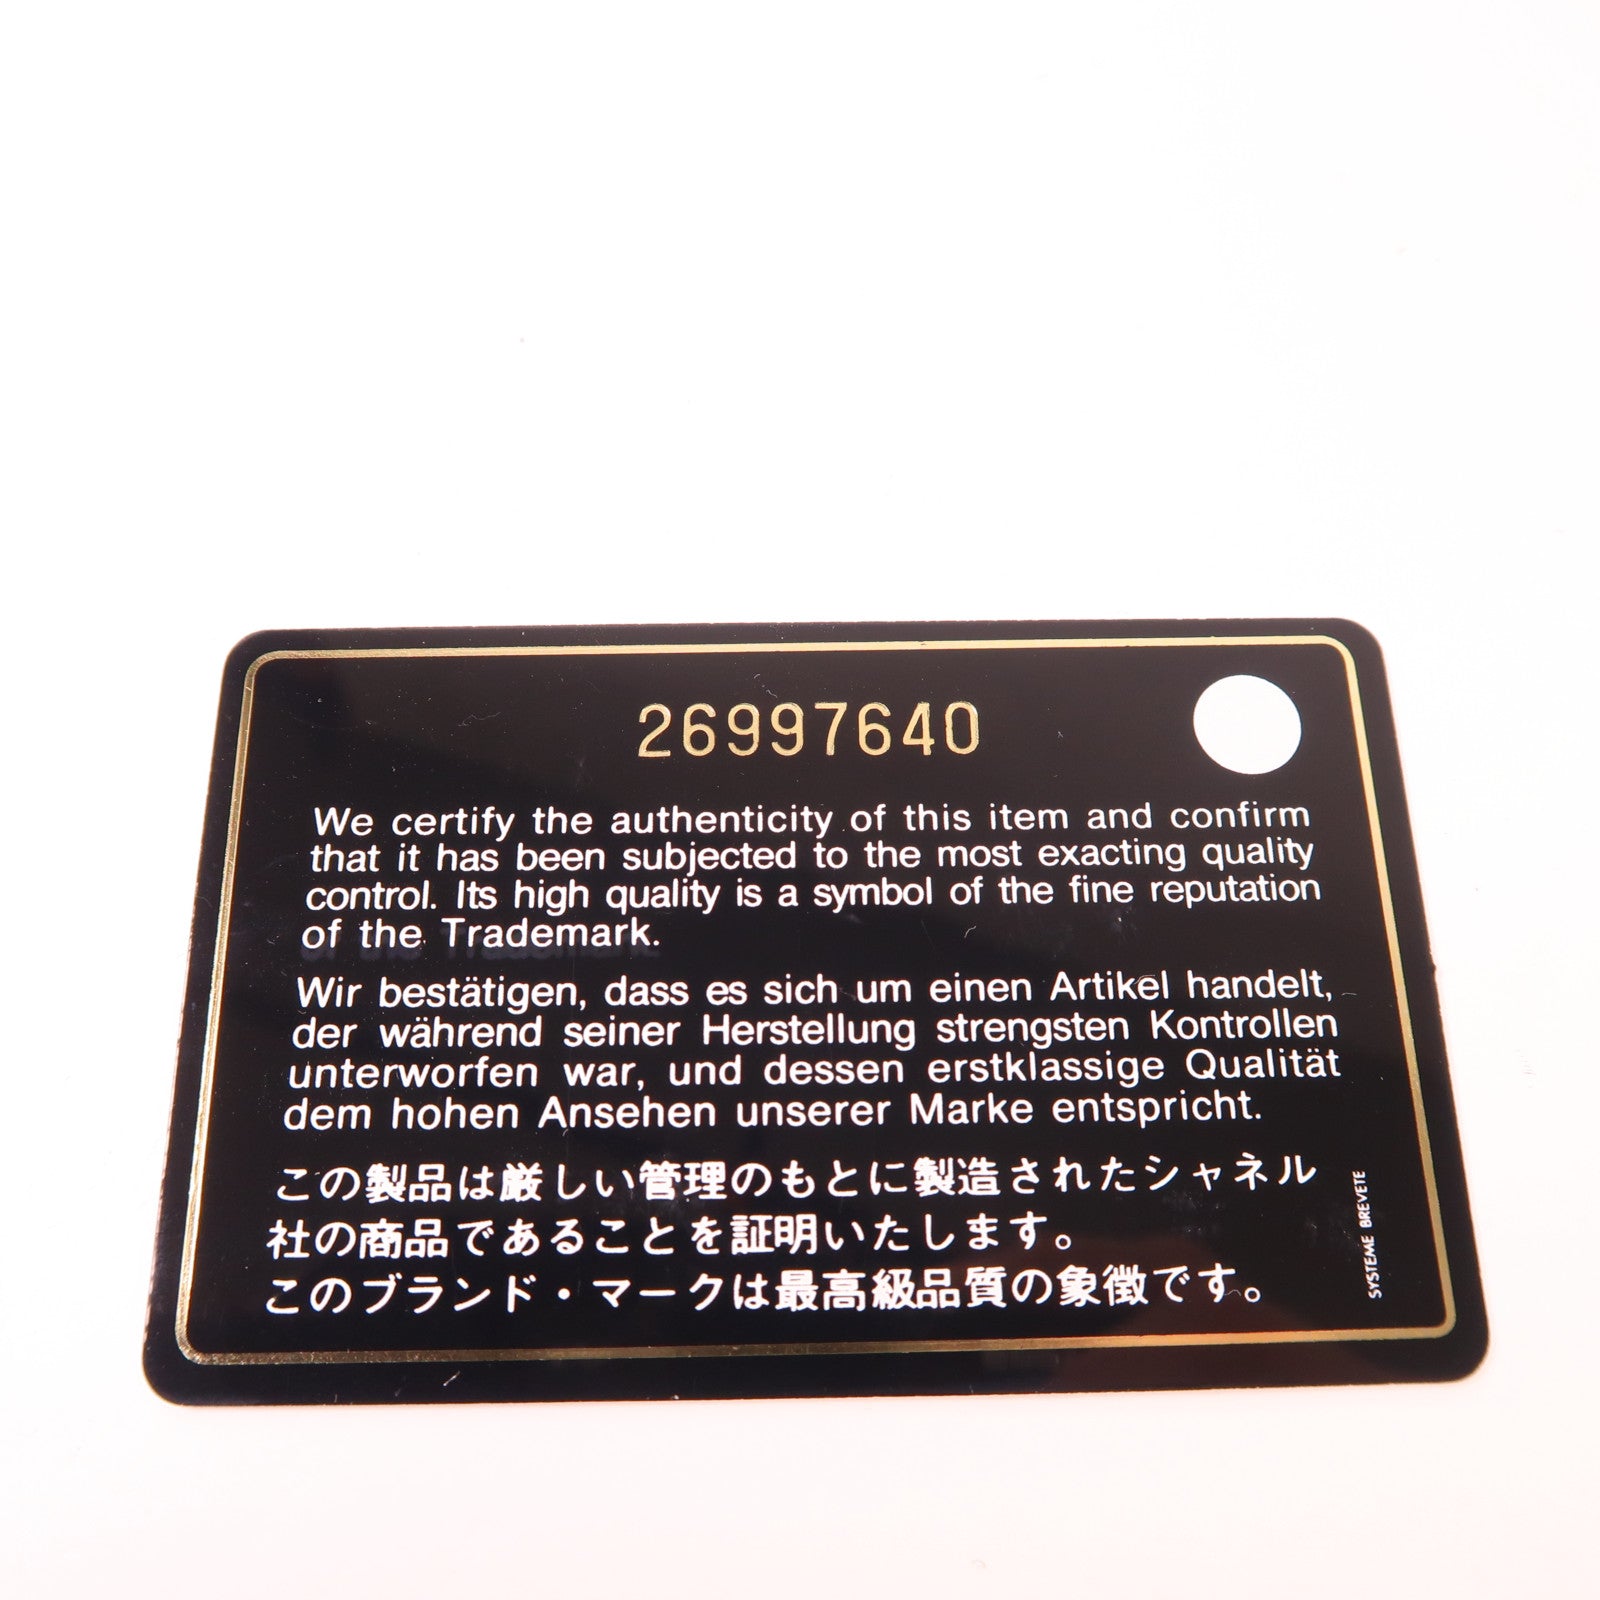 26997640
We certify the authenticity of this item and confirm
that it has been subjected to the most exacting quality
control. Its high quality is a symbol of the fine reputation
of the Trademark.
Wir bestätigen, dass es sich um einen Artikel handelt,
der während seiner Herstellung strengsten Kontrollen
unterworfen war, und dessen erstklassige Qualität
dem hohen Ansehen unserer Marke entspricht.
この製品は厳しい管理のもとに製造されたシャネル
社の商品であることを証明いたします。
このブランド・マークは最高級品質の象徴です。
SYSTEME BREVETE